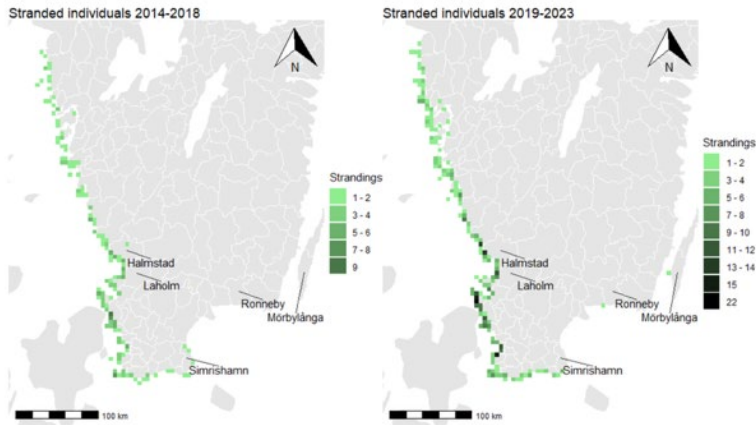 Stranded individuals 2014-2018
N
Strandings
1 - 2
3 - 4
5 - 6
7 - 8
9
Halmstad
Laholm
Ronneby
Mörbylånga
Simrishamn
100 km
Stranded individuals 2019-2023
N
Strandings
1 - 2
3 - 4
5 - 6
7 - 8
9 - 10
11 - 12
13 - 14
15
22
Halmstad
Laholm
Ronneby
Mörbylånga
Simrishamn
100 km